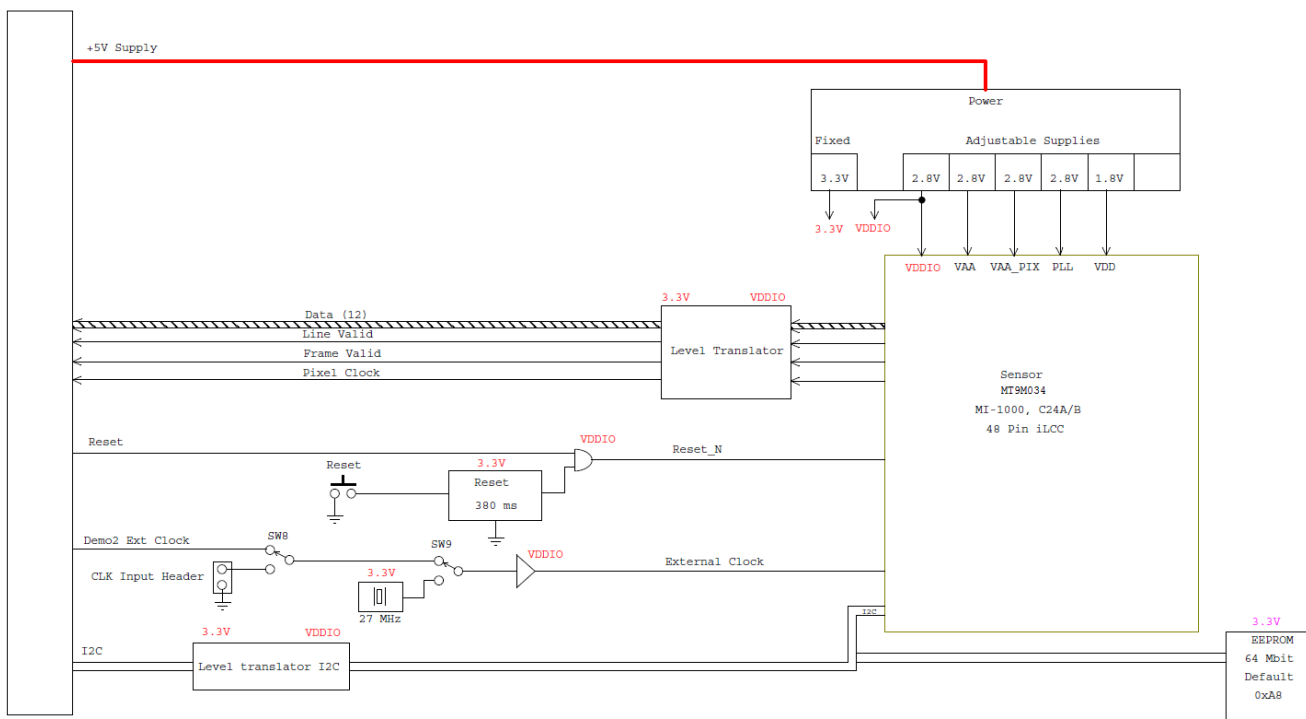 +5V Supply
Power
Fixed
Adjustable Supplies
3.3V
2.8V
2.8V
2.8V
2.8V
1.8V
3.3V
VDDIO
VDDIO
VAA
VAA_PIX
PLL
VDD
3.3V
VDDIO
Data (12)
Line Valid
Frame Valid
Pixel Clock
Level Translator
Sensor
MT9M034
MI-1000, C24A/B
48 Pin iLCC
Reset
VDDIO
Reset_N
Reset
3.3V
Reset
380 ms
Demo2 Ext Clock
SW8
SW9
VDDIO
External Clock
CLK Input Header
3.3V
27 MHz
I2C
3.3V
VDDIO
I2C
Level translator I2C
3.3V
EEPROM
64 Mbit
Default
0xA8